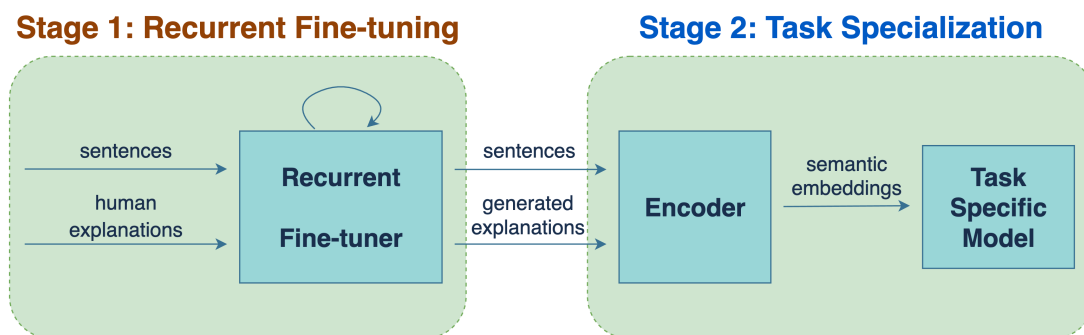 Stage 1: Recurrent Fine-tuning
Stage 2: Task Specialization
sentences
human
explanations
Recurrent
Fine-tuner
sentences
generated
explanations
Encoder
semantic
embeddings
Task
Specific
Model